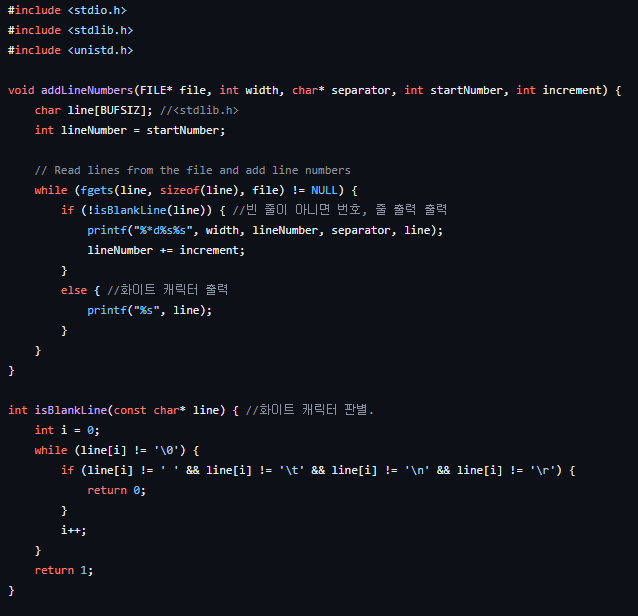 #include <stdio.h>
#include <stdlib.h>
#include <unistd.h>
void addLineNumbers(FILE* file, int width, char* separator, int startNumber, int increment) {
char line[BUFSIZ]; //<stdlib.h>
int lineNumber = startNumber;
// Read lines from the file and add line numbers
while (fgets(line, sizeof(line), file) != NULL) {
if (!isBlankLine(line)) { //빈 줄이 아니면 번호, 줄 출력 출력
printf("%*d%s%s", width, lineNumber, separator, line);
lineNumber += increment;
}
else { //화이트 캐릭터 출력
printf("%s", line);
}
}
}
int isBlankLine(const char* line) { //화이트 캐릭터 판별.
int i = 0;
while (line[i] != '\0') {
if (line[i] != ' ' && line[i] != '\t' && line[i] != '\n' && line[i] != '\r') {
return 0;
}
i++;
}
return 1;
}